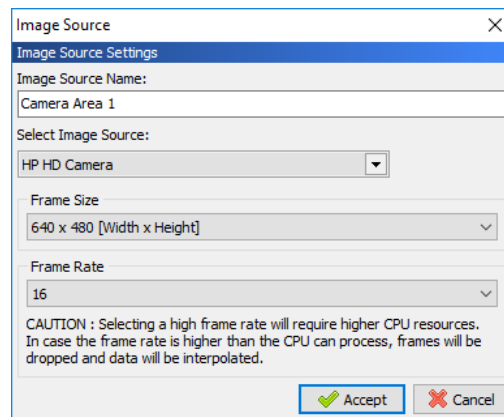 Image Source
Image Source Settings
Image Source Name:
Camera Area 1
Select Image Source:
HP HD Camera
Frame Size
640 x 480 [Width x Height]
Frame Rate
16
CAUTION : Selecting a high frame rate will require higher CPU resources.
In case the frame rate is higher than the CPU can process, frames will be
dropped and data will be interpolated.
Accept
Cancel